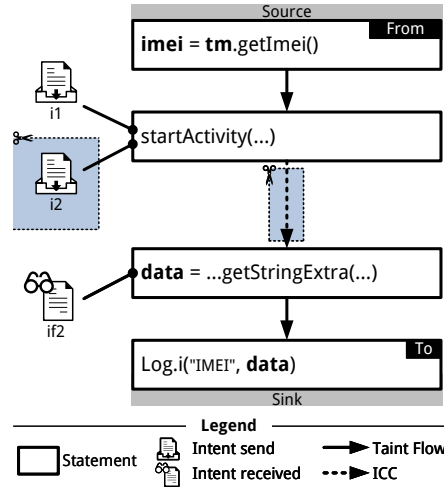 Source
From
imei = tm.getImei()
i1
startActivity(...)
i2
data = ...getStringExtra(...)
if2
To
Log.i("IMEI", data)
Sink
Legend
Statement
Intent send
Taint Flow
Intent received
ICC